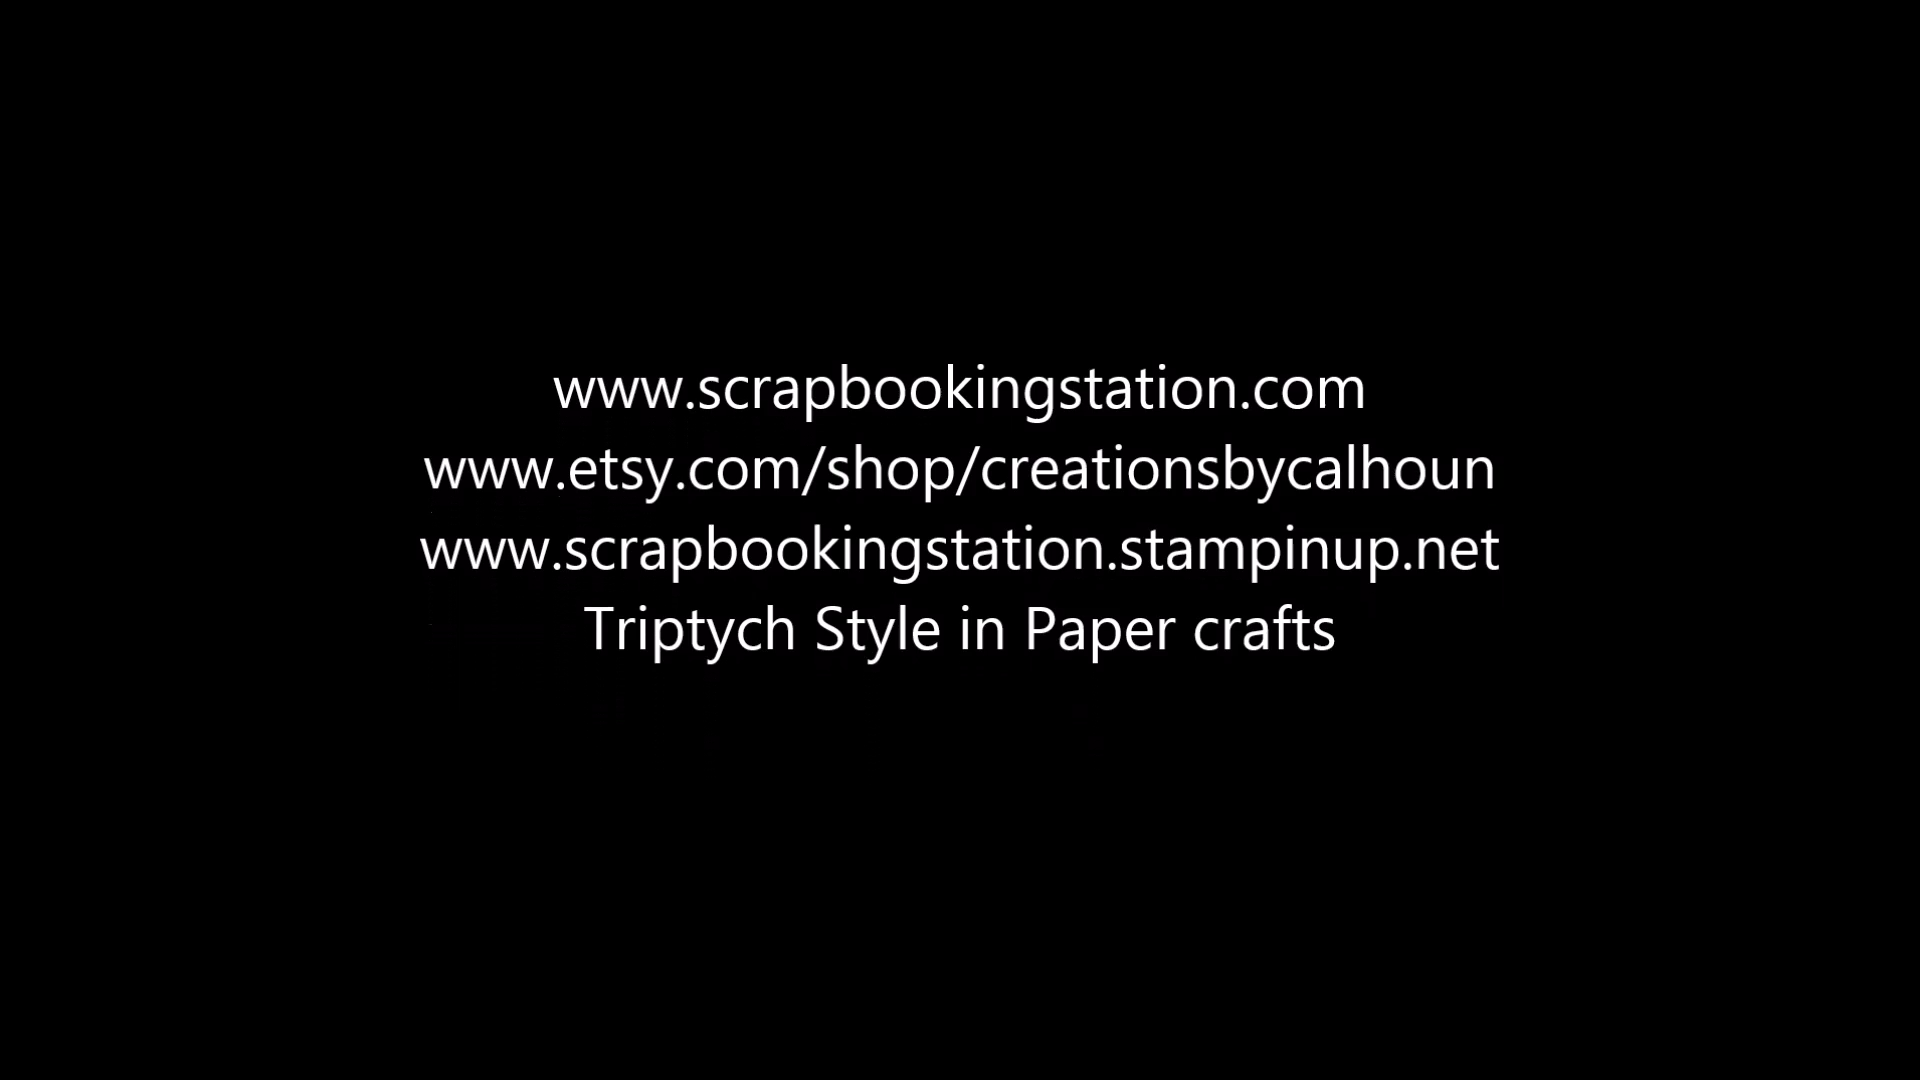 www.scrapbookingstation.com
www.etsy.com/shop/creationsbycalhoun
www.scrapbookingstation.stampinup.net
Triptych Style in Paper crafts